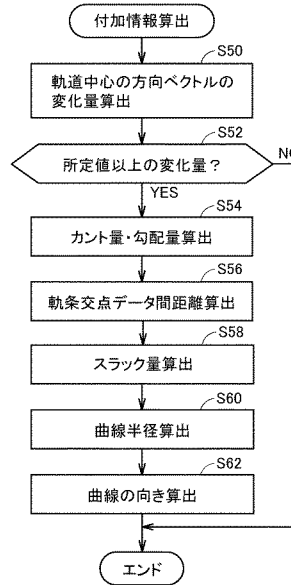 付加情報算出
S50
軌道中心の方向ベクトルの
変化量算出
S52
所定値以上の変化量?
NO
YES
S54
カント量・勾配量算出
S56
軌条交点データ間距離算出
S58
スラック量算出
S60
曲線半径算出
S62
曲線の向き算出
エンド